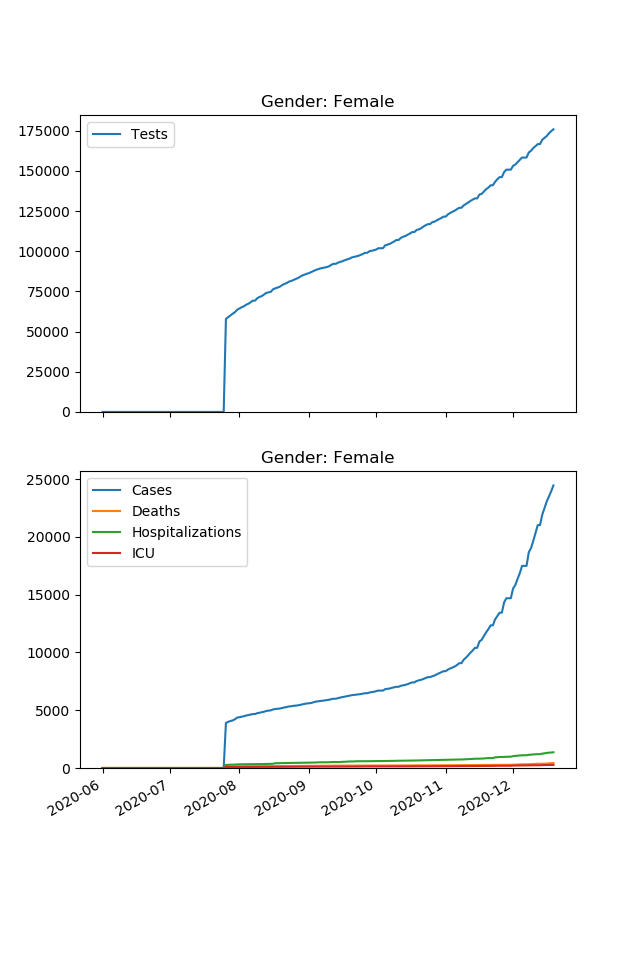 Gender: Female
Tests
175000
150000
125000
100000
75000
50000
25000
0
Gender: Female
Cases
Deaths
Hospitalizations
ICU
25000
20000
15000
10000
5000
0
2020-06 2020-07 2020-08 2020-09 2020-10 2020-11 2020-12